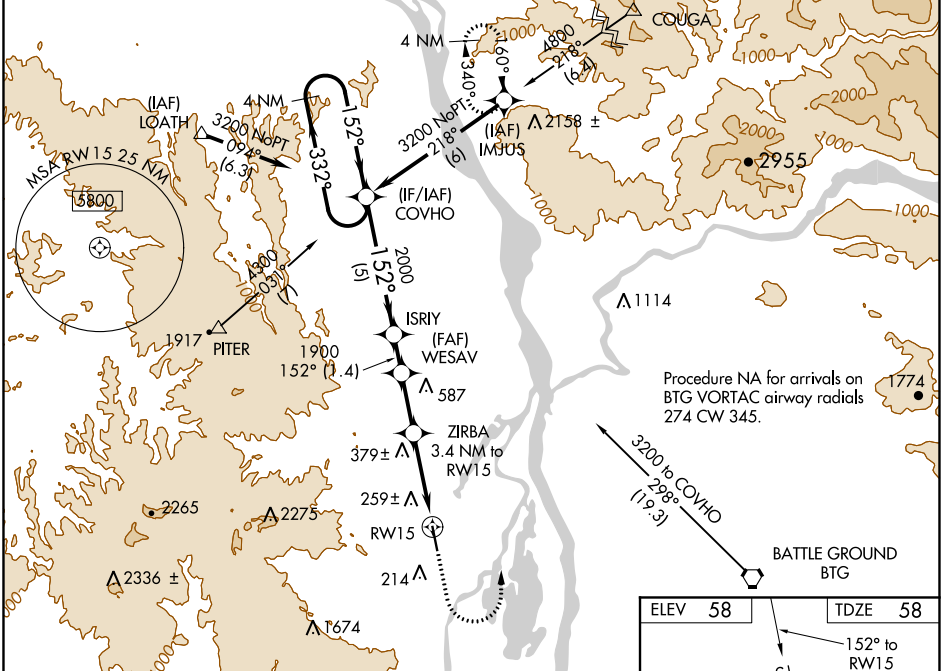 COUGA
1000
4800
218°
(6.4)
4 NM
160°
340°
1000
1000
2000
(IAF)
LOATH
3200 NoPT
094°
(6.3)
4 NM
152°
332°
3200 NoPT
218°
(6)
(IAF)
IMJUS
2158 ±
2000
1000
2955
MSA RW15 25 NM
5800
(IF/IAF)
COVHO
1000
1000
4300
031°
1000
2000
152°
(5)
1114
1917
PITER
ISRIY
(FAF)
WESAV
1900
152° (1.4)
587
Procedure NA for arrivals on
BTG VORTAC airway radials
274 CW 345.
1774
ZIRBA
3.4 NM to
RW15
379±
259±
RW15
214
3200 to COVHO
298°
(19.3)
2265
2275
2336 ±
1000
1674
BATTLE GROUND
BTG
ELEV 58
TDZE 58
152° to
RW15